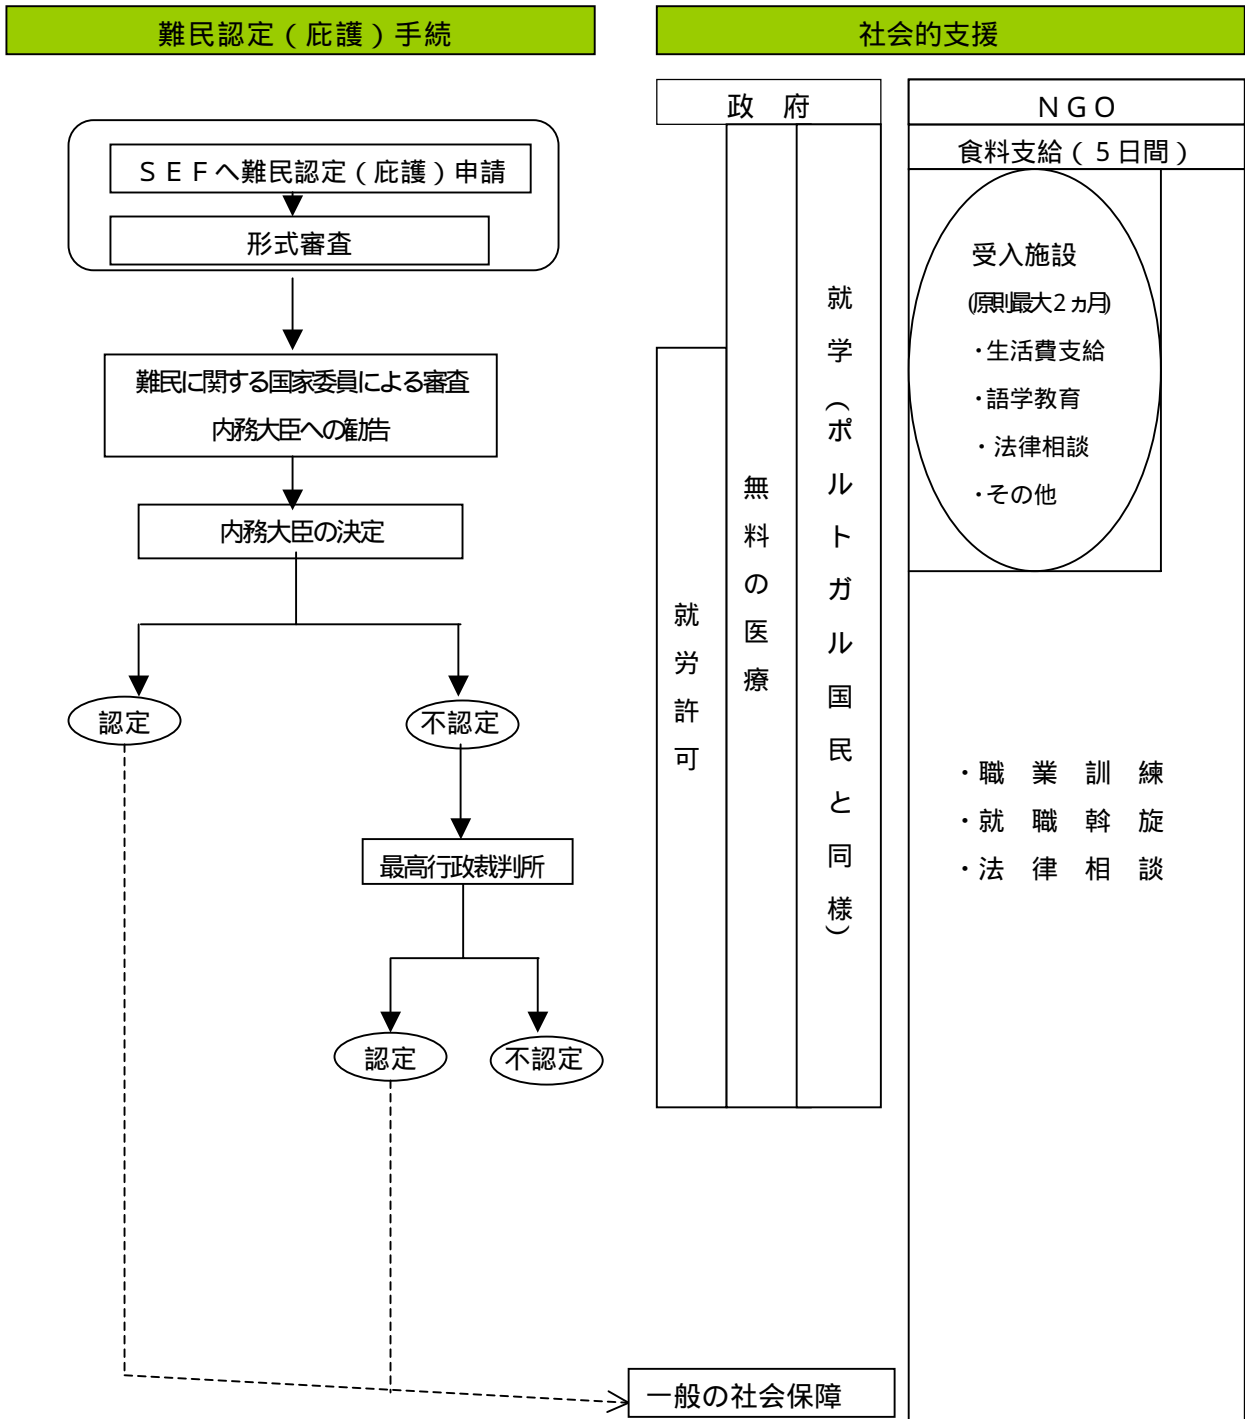 難民認定（庇護）手続
ＳＥＦへ難民認定（庇護）申請
形式審査
難民に関する国家委員による審査
内務大臣への勧告
内務大臣の決定
認定
不認定
最高行政裁判所
認定
不認定
社会的支援
政　府
就労許可
無料の医療
就学（ポルトガル国民と同様）
ＮＧＯ
食料支給（５日間）
受入施設
(原則最大２ヵ月)
・生活費支給
・語学教育
・法律相談
・その他
・職　業　訓　練
・就　職　斡　旋
・法　律　相　談
一般の社会保障